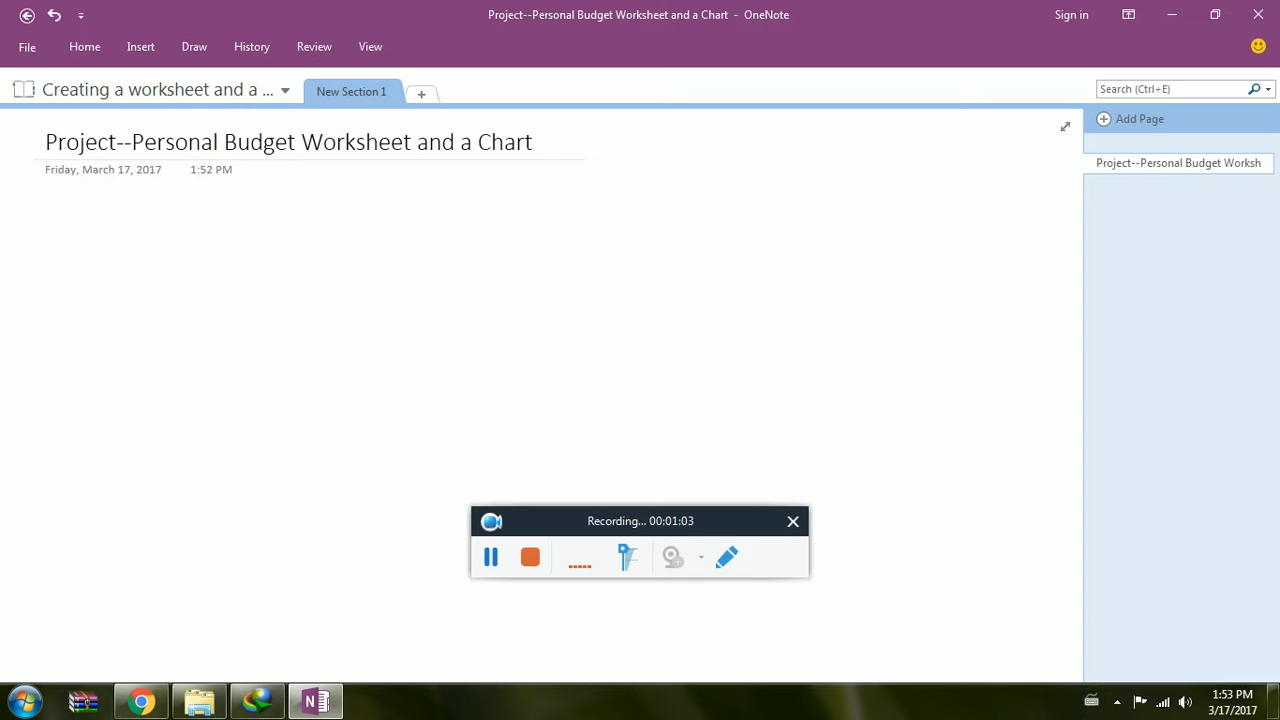 Project--Personal Budget Worksheet and a Chart - OneNote
Sign in
File Home Insert Draw History Review View
Creating a worksheet and a ...
New Section 1
Search (Ctrl+E)
Add Page
Project--Personal Budget Worksheet and a Chart
Project--Personal Budget Worksh
Friday, March 17, 2017 1:52 PM
Recording... 00:01:03
1:53 PM
3/17/2017